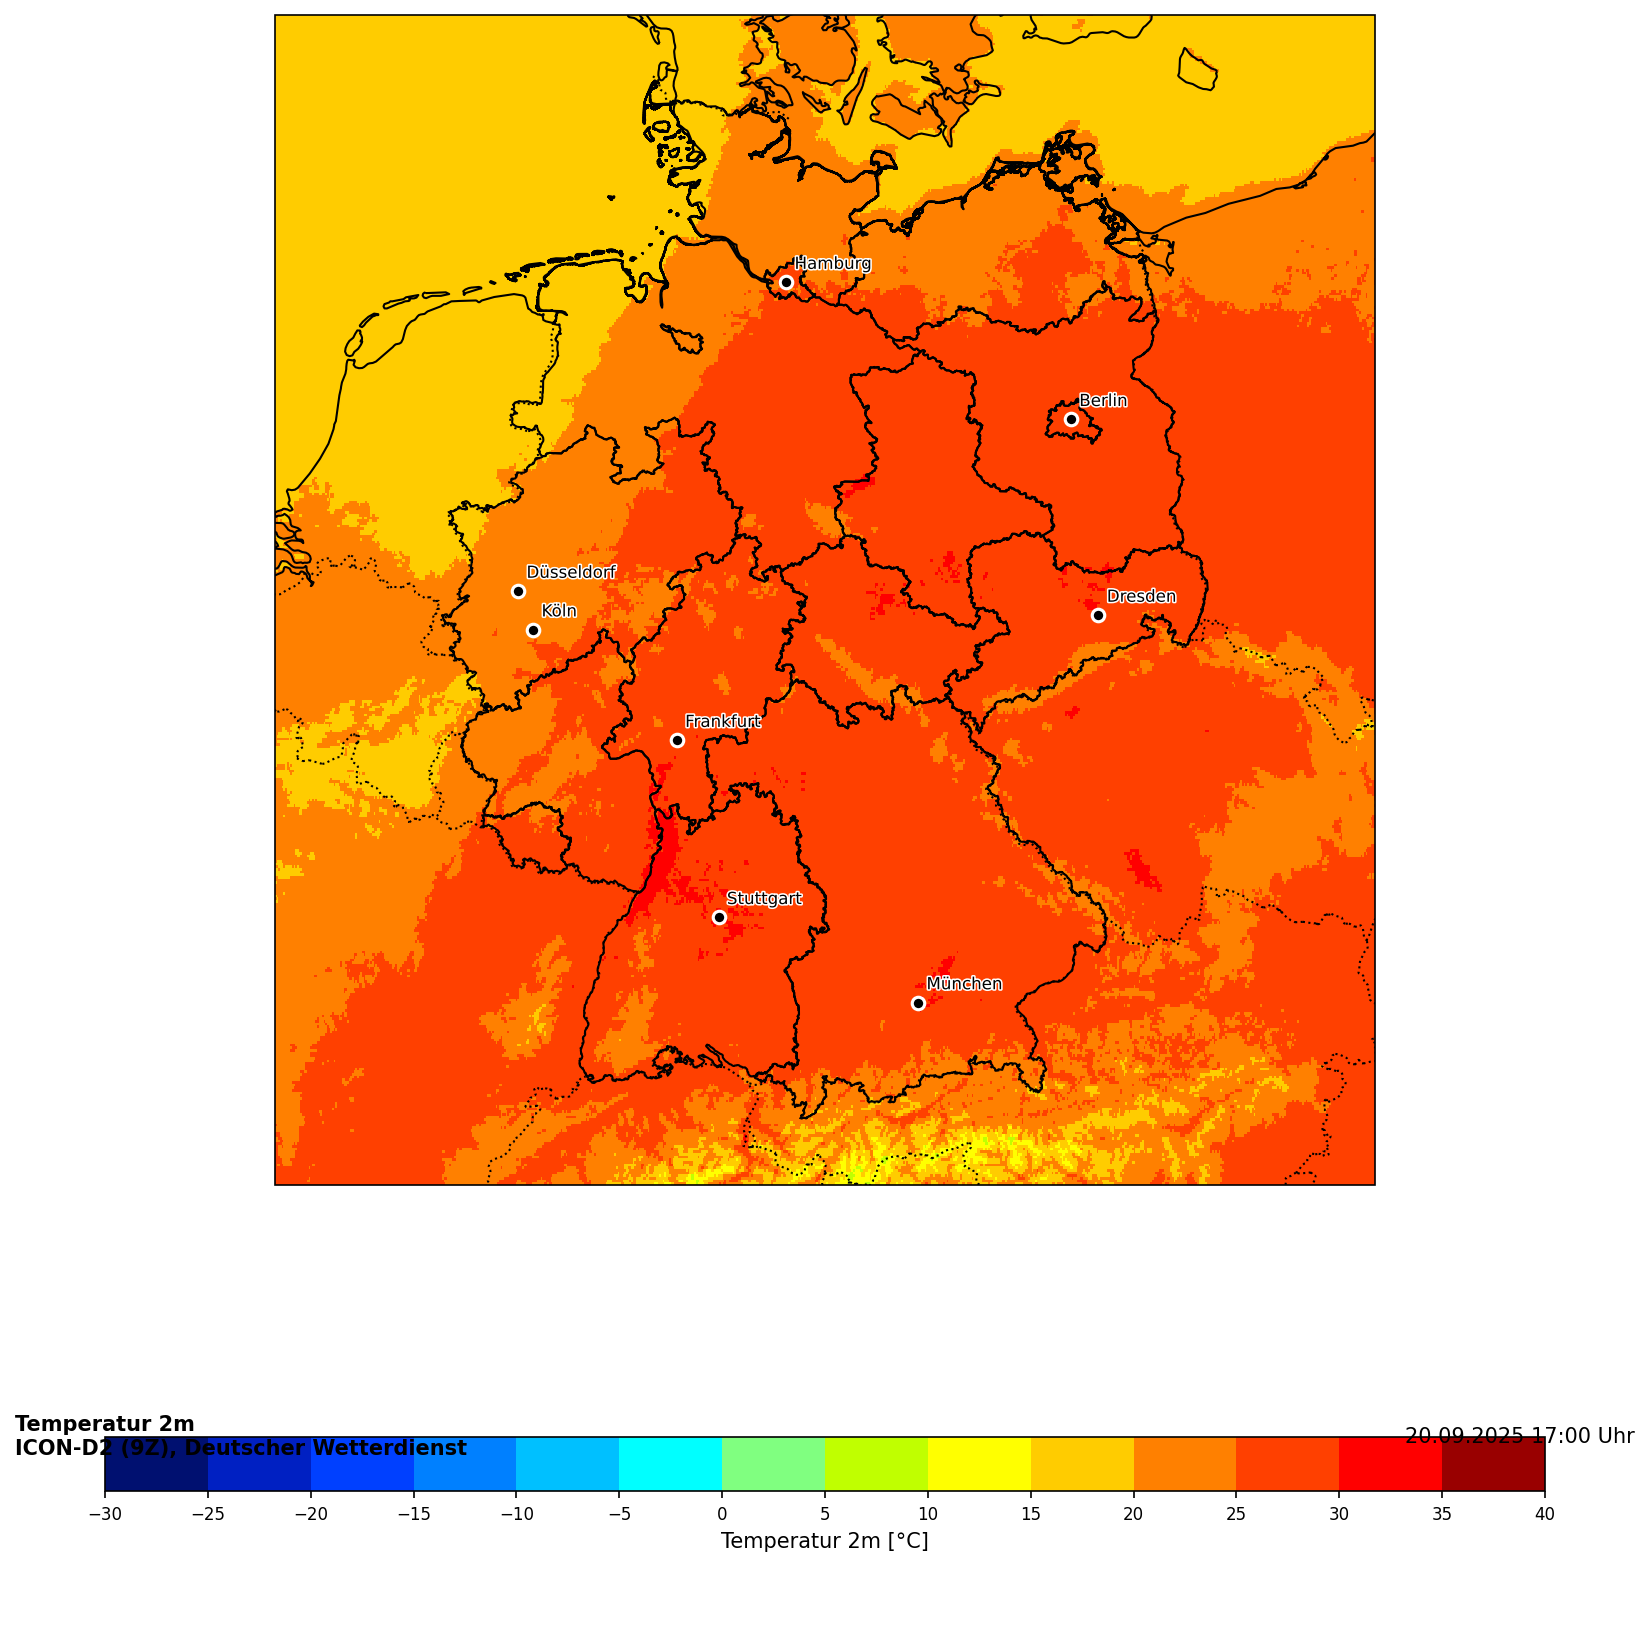 Hamburg
Berlin
Düsseldorf
Köln
Dresden
Frankfurt
Stuttgart
München
Temperatur 2m
ICON-D2 (9Z), Deutscher Wetterdienst
20.09.2025 17:00 Uhr
−30 −25 −20 −15 −10 −5 0 5 10 15 20 25 30 35 40
Temperatur 2m [°C]